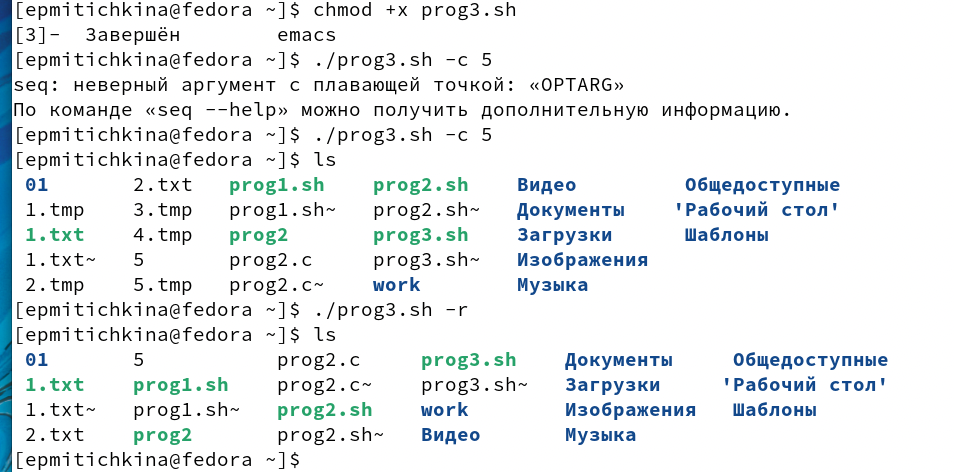 [epmitichkina@fedora ~]$ chmod +x prog3.sh
[3]-  Завершён        emacs
[epmitichkina@fedora ~]$ ./prog3.sh -c 5
seq: неверный аргумент с плавающей точкой: «OPTARG»
По команде «seq --help» можно получить дополнительную информацию.
[epmitichkina@fedora ~]$ ./prog3.sh -c 5
[epmitichkina@fedora ~]$ ls
 01       2.txt   prog1.sh    prog2.sh    Видео         Общедоступные
 1.tmp    3.tmp   prog1.sh~   prog2.sh~   Документы    'Рабочий стол'
 1.txt    4.tmp   prog2       prog3.sh    Загрузки      Шаблоны
 1.txt~   5       prog2.c     prog3.sh~   Изображения
 2.tmp    5.tmp   prog2.c~    work        Музыка
[epmitichkina@fedora ~]$ ./prog3.sh -r
[epmitichkina@fedora ~]$ ls
 01       5           prog2.c     prog3.sh    Документы     Общедоступные
 1.txt    prog1.sh    prog2.c~    prog3.sh~   Загрузки     'Рабочий стол'
 1.txt~   prog1.sh~   prog2.sh    work        Изображения   Шаблоны
 2.txt    prog2       prog2.sh~   Видео       Музыка
[epmitichkina@fedora ~]$